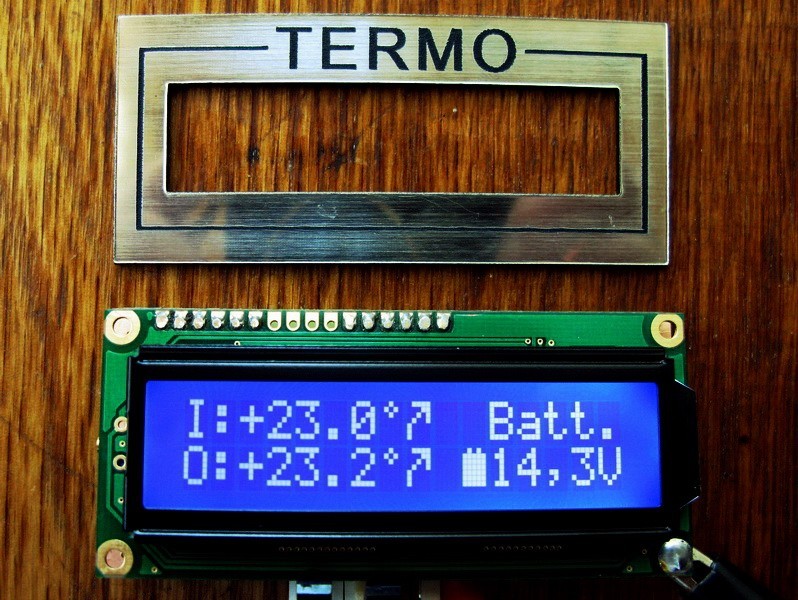 TERMO
I:+23.0°↗ Batt.
O:+23.2°↗ 14,3V